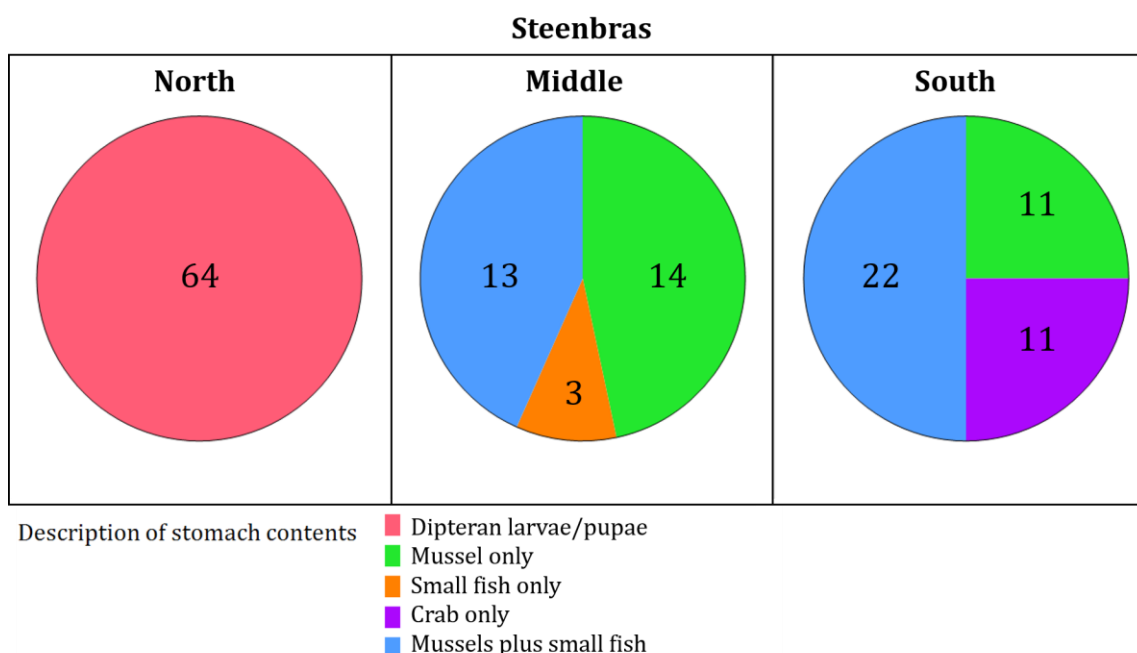 Steenbras
North
Middle
South
64
13
14
3
22
11
11
Description of stomach contents
Dipteran larvae/pupae
Mussel only
Small fish only
Crab only
Mussels plus small fish